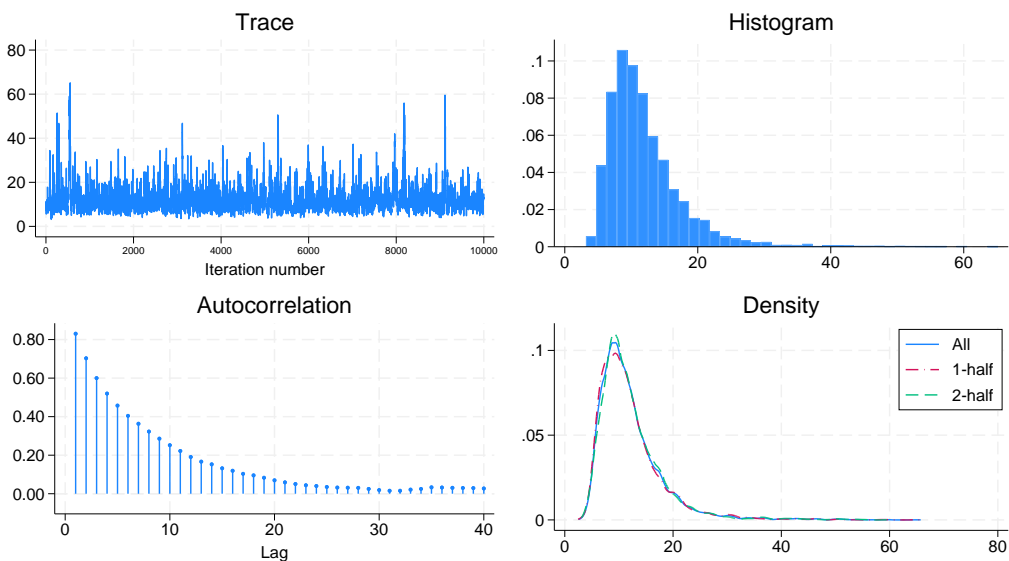 Trace
80
60
40
20
0
0 2000 4000 6000 8000 10000
Iteration number
Histogram
.1
.08
.06
.04
.02
0
0 20 40 60
Autocorrelation
0.80
0.60
0.40
0.20
0.00
0 10 20 30 40
Lag
Density
.1
.05
0
0 20 40 60 80
All
1-half
2-half